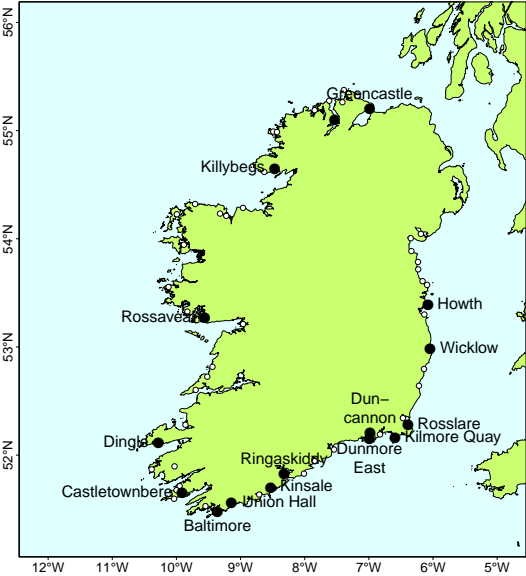 56°N
Greencastle
55°N
Killybegs
54°N
Howth
Rossaveal
Wicklow
53°N
Dun–
cannon
Rosslare
Kilmore Quay
Dingle
Dunmore
East
52°N
Ringaskiddy
Castletownbere
Kinsale
Union Hall
Baltimore
12°W 11°W 10°W 9°W 8°W 7°W 6°W 5°W